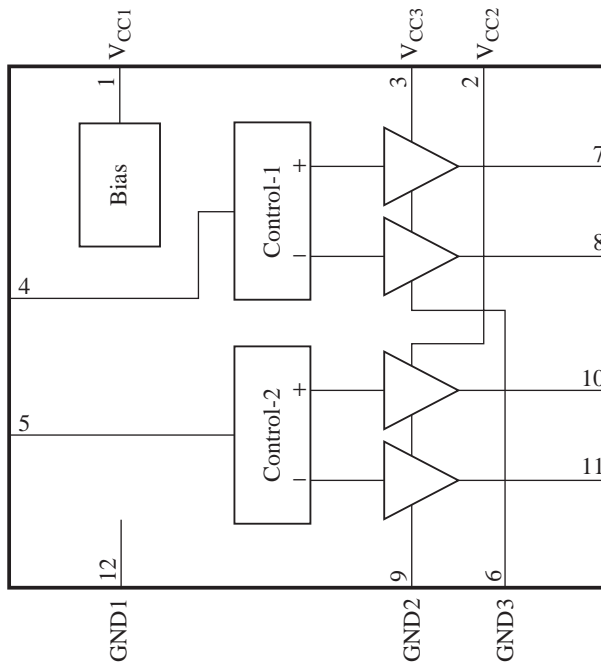 VCC1
VCC3
VCC2
1
3
2
Bias
Control-1
+
−
7
8
4
Control-2
+
−
10
11
5
12
9
6
GND1
GND2
GND3